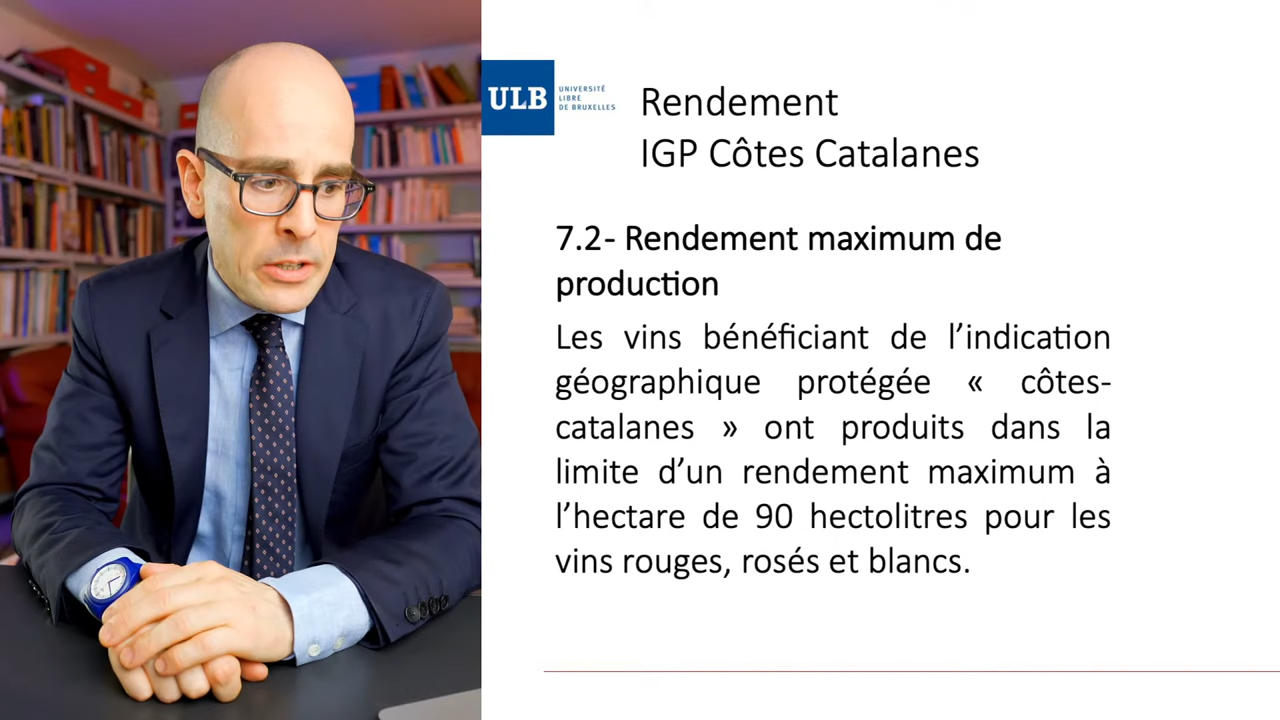 ULB
UNIVERSITÉ
LIBRE
DE BRUXELLES
Rendement
IGP Côtes Catalanes
7.2- Rendement maximum de
production
Les vins bénéficiant de l’indication
géographique protégée « côtes-
catalanes » ont produits dans la
limite d’un rendement maximum à
l’hectare de 90 hectolitres pour les
vins rouges, rosés et blancs.